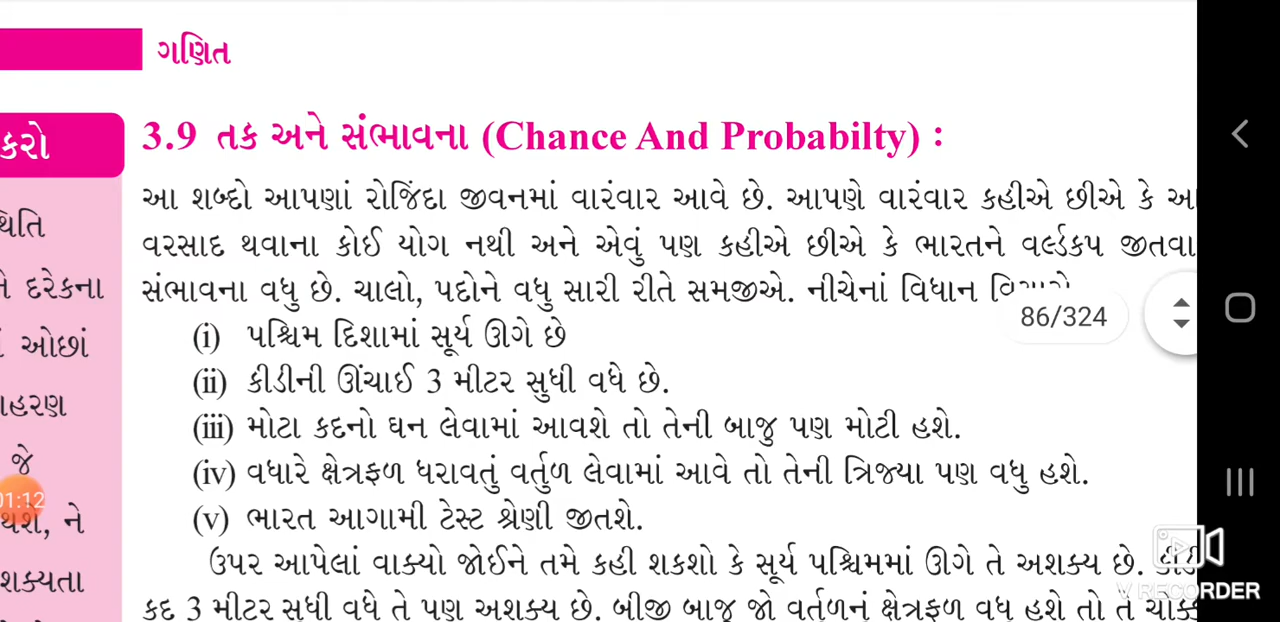 ગણિત
કરો
3.9 તક અને સંભાવના (Chance And Probabilty) :
આ શબ્દો આપણાં રોજિંદા જીવનમાં વારંવાર આવે છે. આપણે વારંવાર કહીએ છીએ કે આ
વરસાદ થવાના કોઈ યોગ નથી અને એવું પણ કહીએ છીએ કે ભારતને વર્લ્ડકપ જીતવા
સંભાવના વધુ છે. ચાલો, પદોને વધુ સારી રીતે સમજીએ. નીચેનાં વિધાન
86/324
(i) પશ્ચિમ દિશામાં સૂર્ય ઊગે છે
(ii) કીડીની ઊંચાઈ 3 મીટર સુધી વધે છે.
(iii) મોટા કદનો ઘન લેવામાં આવશે તો તેની બાજુ પણ મોટી હશે.
(iv) વધારે ક્ષેત્રફળ ધરાવતું વર્તુળ લેવામાં આવે તો તેની ત્રિજ્યા પણ વધુ હશે.
(v) ભારત આગામી ટેસ્ટ શ્રેણી જીતશે.
ઉપર આપેલાં વાક્યો જોઈને તમે કહી શકશો કે સૂર્ય પશ્ચિમમાં ઊગે તે અશક્ય છે. કીડી
કદ 3 મીટર સુધી વધે તે પણ અશક્ય છે. બીજી બાજુ જો વર્તુળનું ક્ષેત્રફળ વધુ હશે તો તે
દરેકના
ઓછાં
જે
01:12
થશે, ને
શક્યતા
V RECORDER